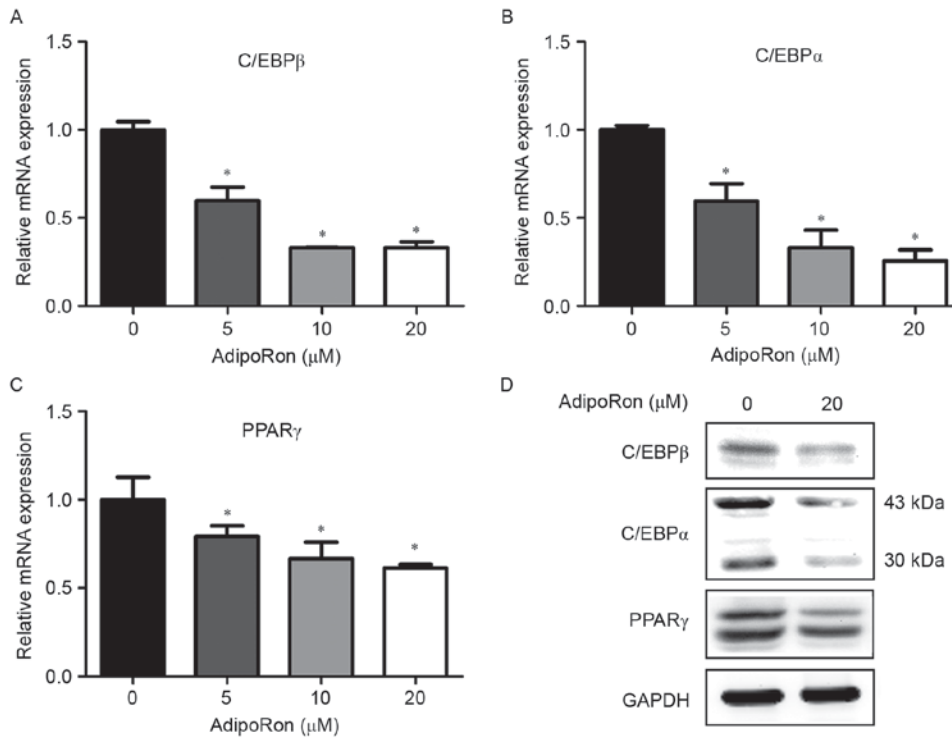 A
C/EBPβ
Relative mRNA expression
1.5
1.0
0.5
0.0
*
*
*
0 5 10 20
AdipoRon (μM)
B
C/EBPα
Relative mRNA expression
1.5
1.0
0.5
0.0
*
*
*
0 5 10 20
AdipoRon (μM)
C
PPARγ
Relative mRNA expression
1.5
1.0
0.5
0.0
*
*
*
0 5 10 20
AdipoRon (μM)
D
AdipoRon (μM) 0 20
C/EBPβ
C/EBPα
43 kDa
30 kDa
PPARγ
GAPDH